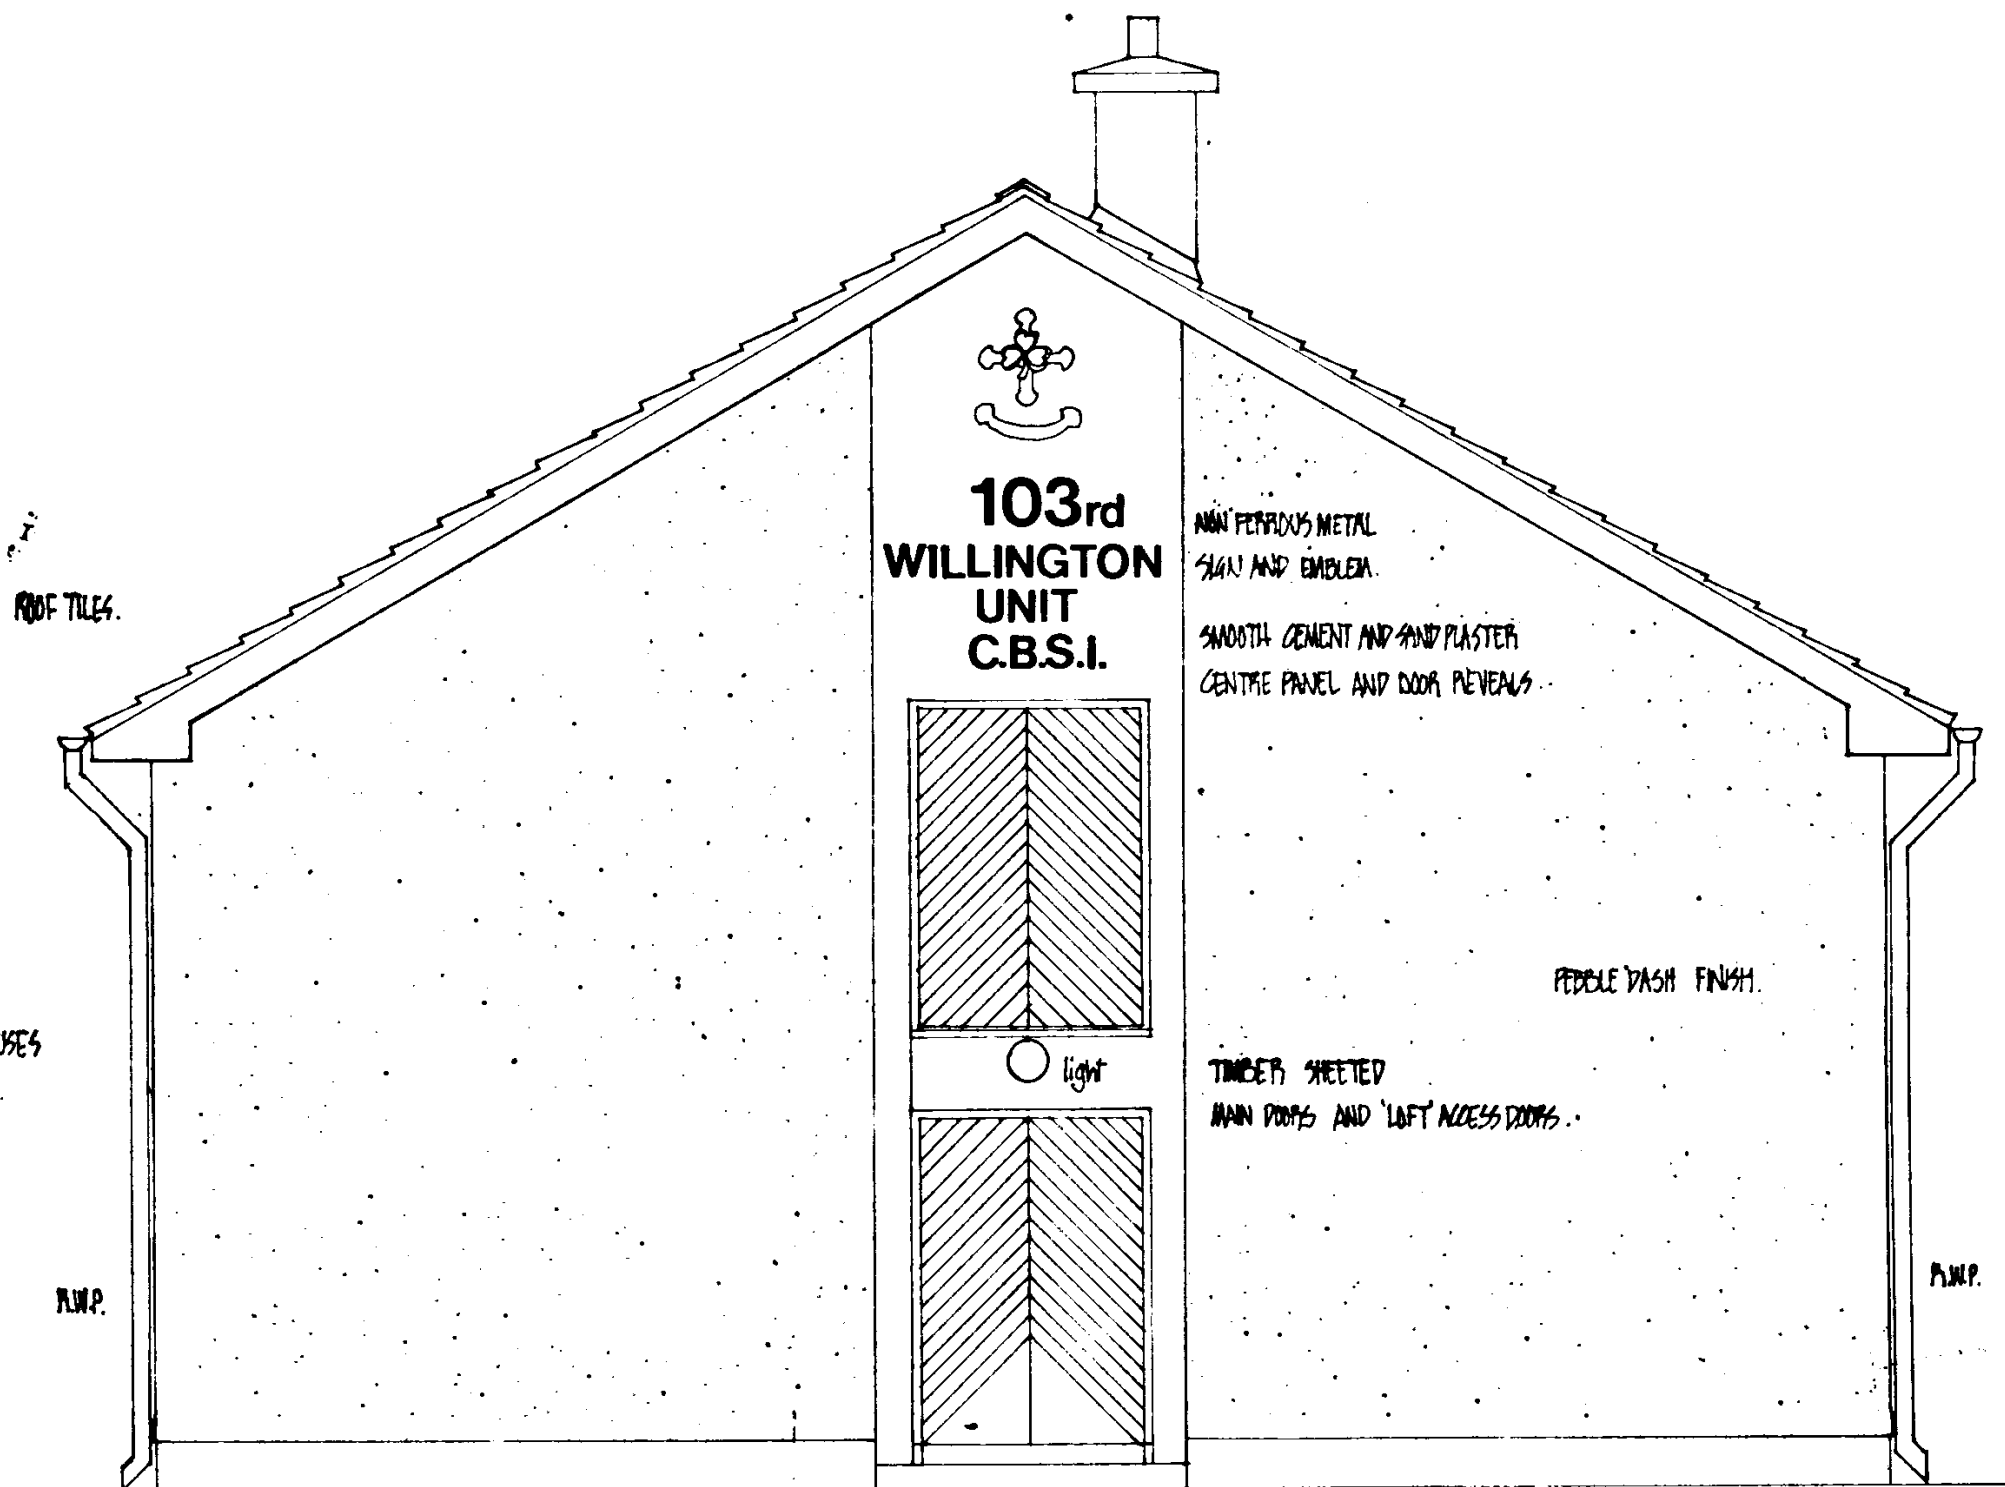 103rd
WILLINGTON
UNIT
C.B.S.I.
NON FERROUS METAL
SIGN AND EMBLEM.
ROOF TILES.
SMOOTH CEMENT AND SAND PLASTER
CENTRE PANEL AND DOOR REVEALS.
PEBBLE DASH FINISH.
light
TIMBER SHEETED
MAIN DOORS AND 'LOFT' ACCESS DOORS.
R.W.P.
R.W.P.